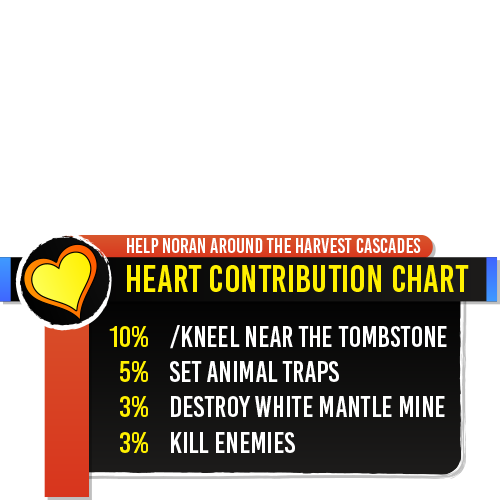 HELP NORAN AROUND THE HARVEST CASCADES
HEART CONTRIBUTION CHART
10% /KNEEL NEAR THE TOMBSTONE
5% SET ANIMAL TRAPS
3% DESTROY WHITE MANTLE MINE
3% KILL ENEMIES